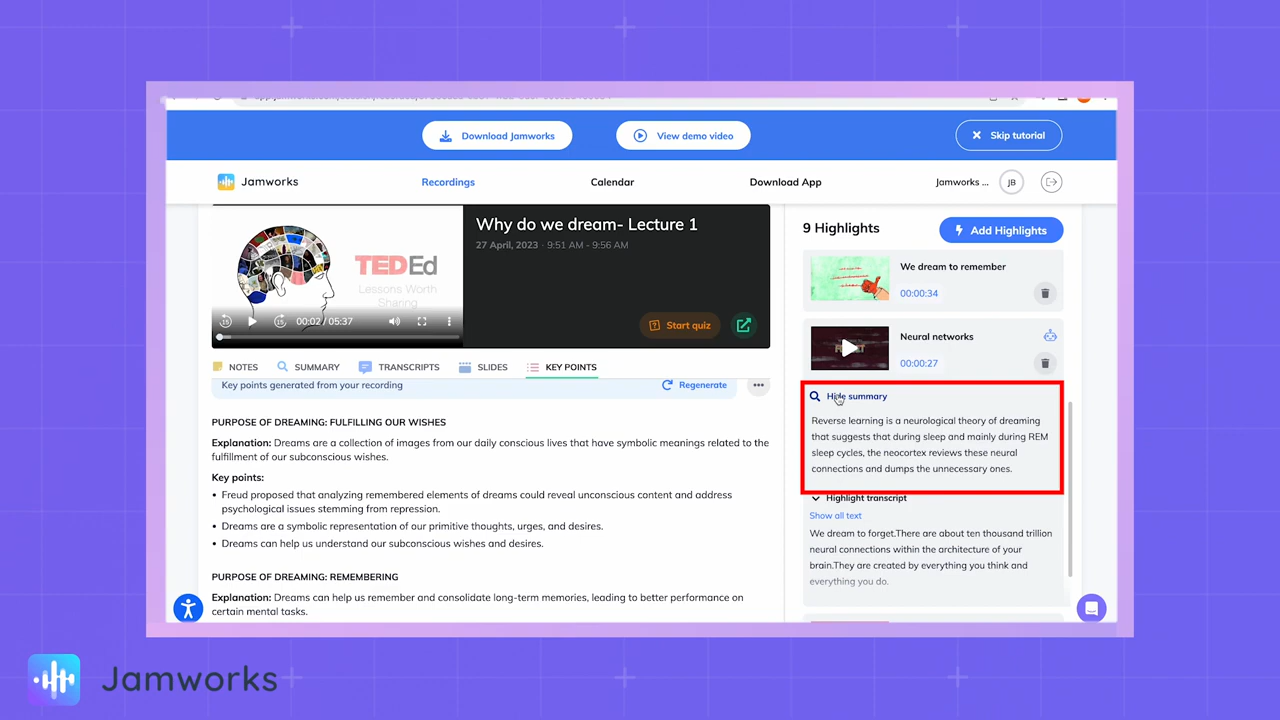 Download Jamworks
View demo video
Skip tutorial
Jamworks
Recordings
Calendar
Download App
Jamworks ...
JB
TEDEd
Lessons Worth
Sharing
15
15
00:02 / 05:37
Why do we dream- Lecture 1
27 April, 2023 · 9:51 AM - 9:56 AM
Start quiz
NOTES
SUMMARY
TRANSCRIPTS
SLIDES
KEY POINTS
Key points generated from your recording
Regenerate
PURPOSE OF DREAMING: FULFILLING OUR WISHES
Explanation: Dreams are a collection of images from our daily conscious lives that have symbolic meanings related to the
fulfillment of our subconscious wishes.
Key points:
• Freud proposed that analyzing remembered elements of dreams could reveal unconscious content and address
psychological issues stemming from repression.
• Dreams are a symbolic representation of our primitive thoughts, urges, and desires.
• Dreams can help us understand our subconscious wishes and desires.
PURPOSE OF DREAMING: REMEMBERING
Explanation: Dreams can help us remember and consolidate long-term memories, leading to better performance on
certain mental tasks.
9 Highlights
Add Highlights
We dream to remember
00:00:34
Neural networks
00:00:27
Hide summary
Reverse learning is a neurological theory of dreaming
that suggests that during sleep and mainly during REM
sleep cycles, the neocortex reviews these neural
connections and dumps the unnecessary ones.
Highlight transcript
Show all text
We dream to forget.There are about ten thousand trillion
neural connections within the architecture of your
brain.They are created by everything you think and
everything you do.
Jamworks